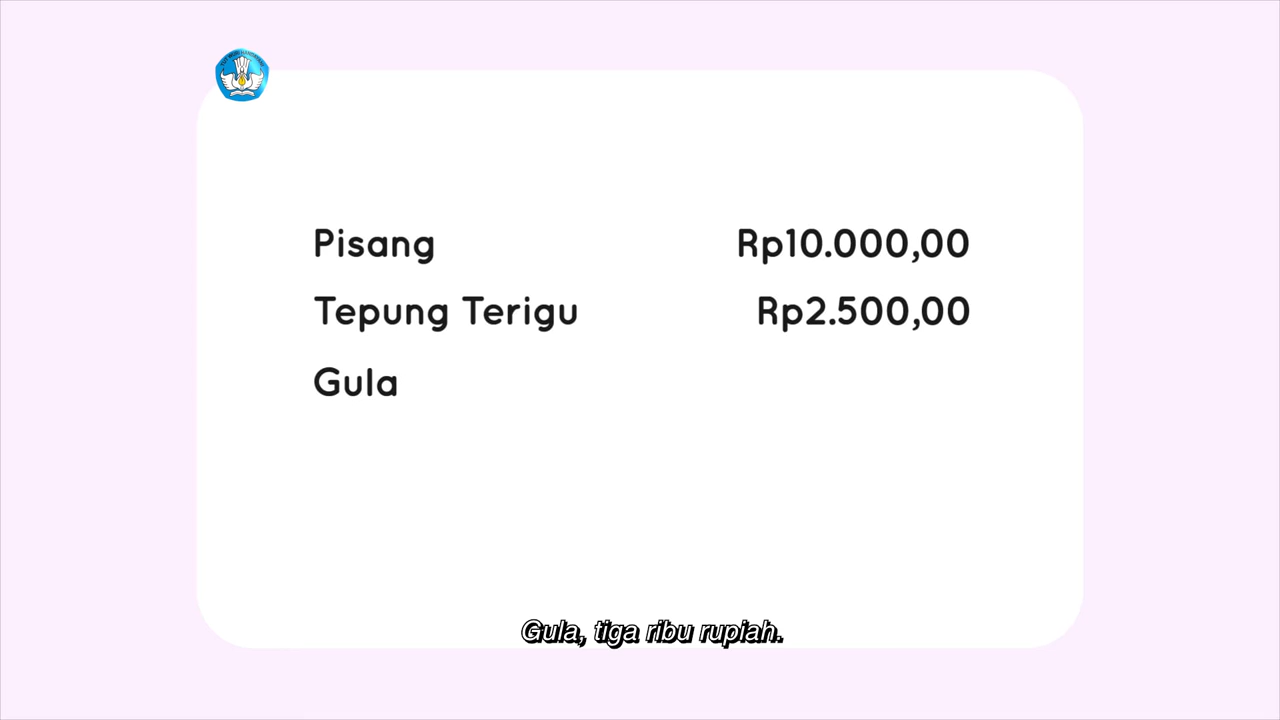 Pisang Rp10.000,00
Tepung Terigu Rp2.500,00
Gula
Gula, tiga ribu rupiah.